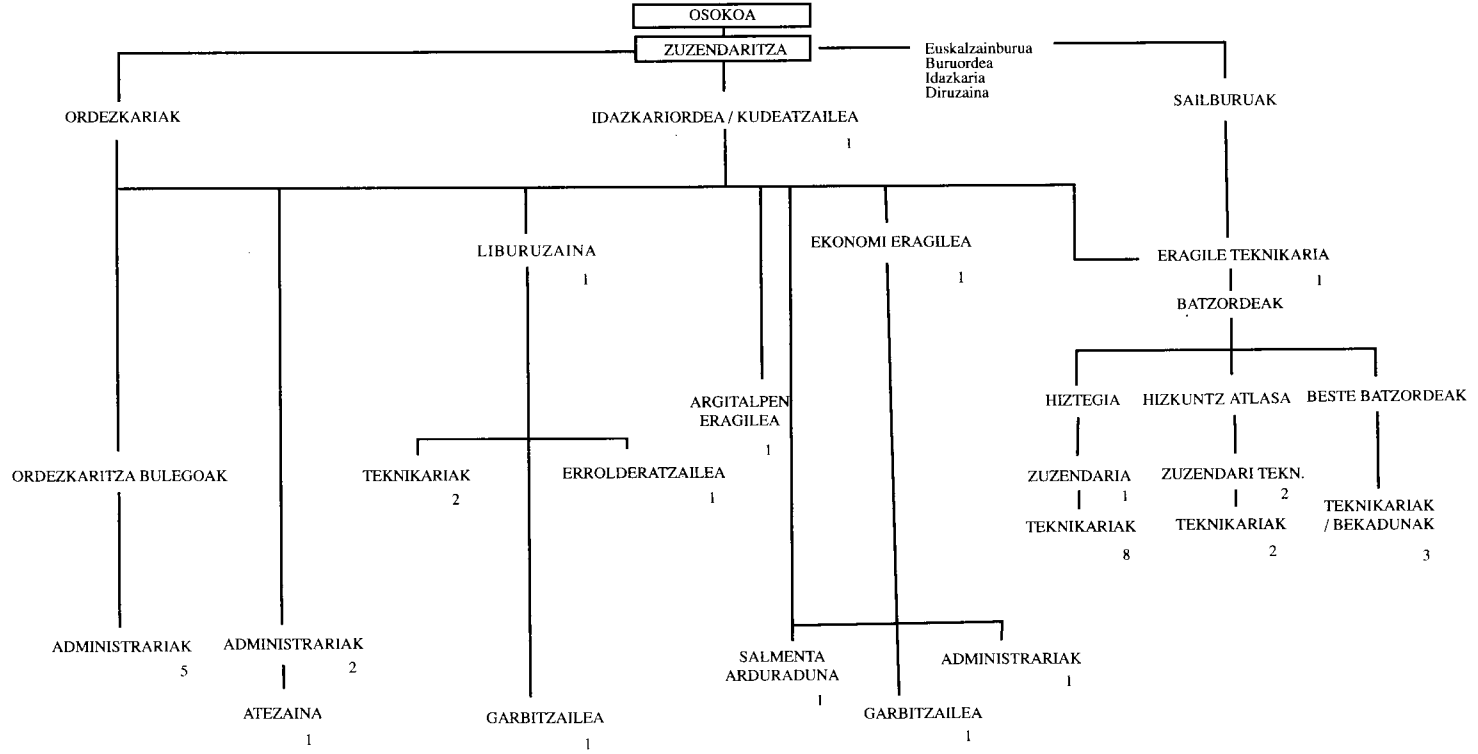 OSOKOA
ZUZENDARITZA
Euskalzainburua
Buruordea
Idazkaria
Diruzaina
SAILBURUAK
ORDEZKARIAK
IDAZKARIORDEA / KUDEATZAILEA
1
LIBURUZAINA
1
EKONOMI ERAGILEA
1
ERAGILE TEKNIKARIA
1
BATZORDEAK
ARGITALPEN
ERAGILEA
1
HIZTEGIA
HIZKUNTZ ATLASA
BESTE BATZORDEAK
ORDEZKARITZA BULEGOAK
TEKNIKARIAK
2
ERROLDERATZAILEA
1
ZUZENDARIA
1
ZUZENDARI TEKN.
2
TEKNIKARIAK
8
TEKNIKARIAK
2
TEKNIKARIAK
/ BEKADUNAK
3
ADMINISTRARIAK
5
ADMINISTRARIAK
2
SALMENTA
ARDURADUNA
1
ADMINISTRARIAK
1
ATEZAINA
1
GARBITZAILEA
1
GARBITZAILEA
1